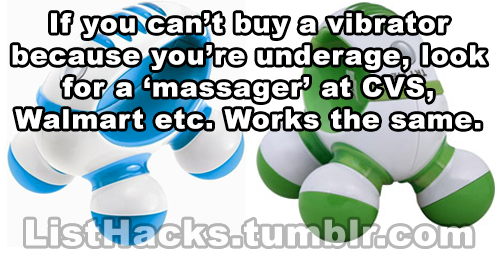 If you can't buy a vibrator
because you're underage, look
for a 'massager' at CVS,
Walmart etc. Works the same.
ListHacks.tumblr.com